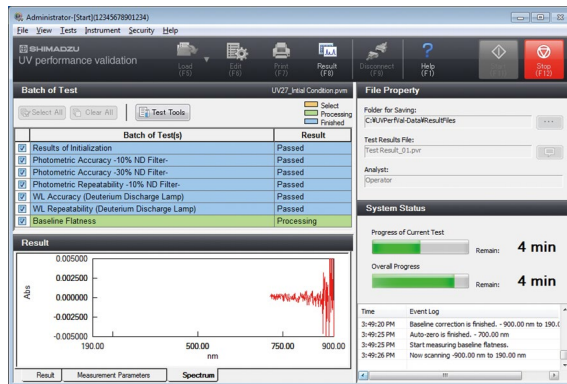 Administrator-[Start](12345678901234)
File View Tests Instrument Security Help
SHIMADZU
UV performance validation
Load
(F5)
Edit
(F6)
Print
(F7)
Result
(F8)
Disconnect
(F9)
Help
(F1)
Stop
(F12)
Batch of Test
UV27_Intial Condition.pvm
Select All
Clear All
Test Tools
Select
Processing
Finished
Batch of Test(s) Result
Results of Initialization Passed
Photometric Accuracy -10% ND Filter- Passed
Photometric Accuracy -30% ND Filter- Passed
Photometric Repeatability -10% ND Filter- Passed
WL Accuracy (Deuterium Discharge Lamp) Passed
WL Repeatability (Deuterium Discharge Lamp) Passed
Baseline Flatness Processing
Result
0.005000
0.0025000
0.000000
-0.0025000
-0.005000
Abs
190.00 500.00 750.00 900.00
nm
Result Measurement Parameters Spectrum
File Property
Folder for Saving:
C:¥UVPerfVal-Data¥ResultFiles
Test Results File:
Test Result_01.pvr
Analyst:
Operator
System Status
Progress of
Current Test
Remain: 4 min
Overall Progress
Remain: 4 min
Time Event Log
3:49:20 PM Baseline correction is finished. - 900.00 nm to 190.0
3:49:25 PM Auto-zero is finished. - 700.00 nm
3:49:25 PM Start measuring baseline flatness.
3:49:26 PM Now scanning -900.00 nm to 190.00 nm